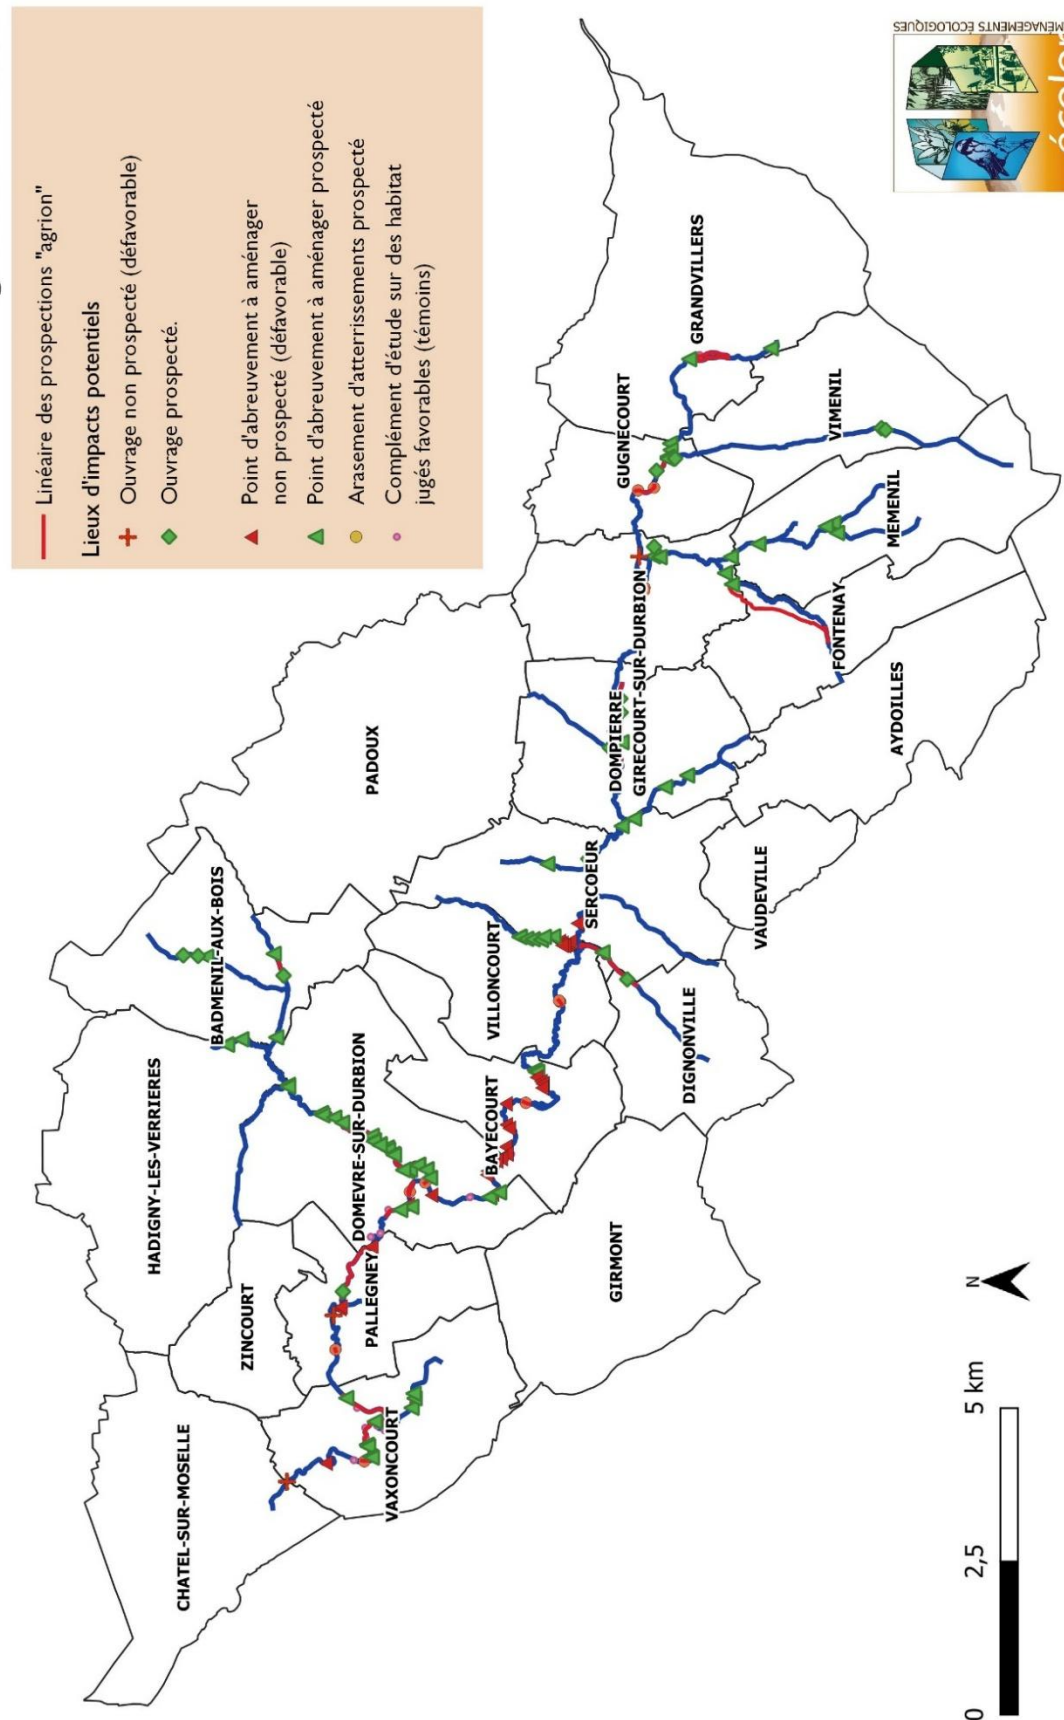 Linéaire des prospections "agrion"
Lieux d'impacts potentiels
Ouvrage non prospecté (défavorable)
Ouvrage prospecté.
Point d'abreuvement à aménager
non prospecté (défavorable)
Point d'abreuvement à aménager prospecté
Arasement d'atterrissements prospecté
Complément d'étude sur des habitat
jugés favorables (témoins)
CHATEL-SUR-MOSELLE
HADIGNY-LES-VERRIERES
BADMENIL-AUX-BOIS
ZINCOURT
PADOUX
VAXONCOURT
PALLEGNEY
DOMEVRE-SUR-DURBION
BAYECOURT
VILLONCOURT
SERCOEUR
DOMPIERRE
GIRECOURT-SUR-DURBION
GUGNECOURT
GRANDVILLERS
GIRMONT
DIGNONVILLE
VAUDEVILLE
FONTENAY
AYDOILLES
MEMENIL
VIMENIL
0
2,5
5 km
N
MÉNAGEMENTS ÉCOLOGIQUES